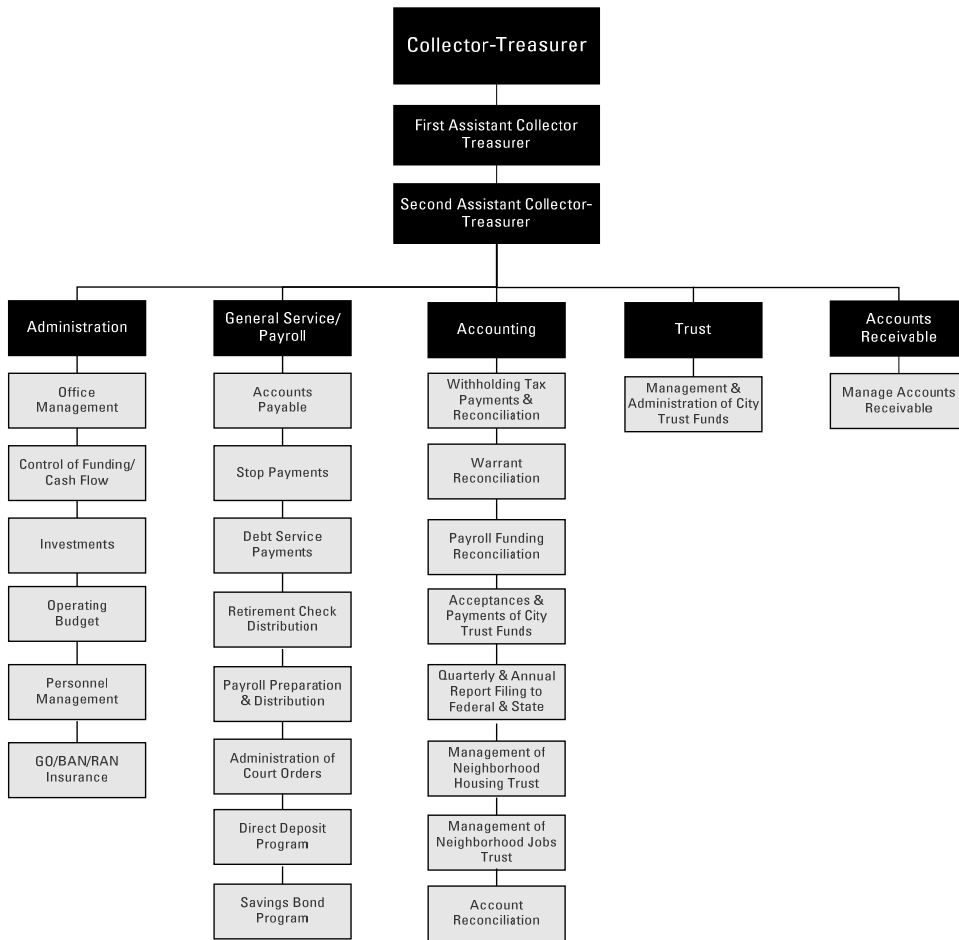 Collector-Treasurer
First Assistant Collector
Treasurer
Second Assistant Collector-
Treasurer
Administration
Office
Management
Control of Funding/
Cash Flow
Investments
Operating
Budget
Personnel
Management
GO/BAN/RAN
Insurance
General Service/
Payroll
Accounts
Payable
Stop Payments
Debt Service
Payments
Retirement Check
Distribution
Payroll Preparation
& Distribution
Administration of
Court Orders
Direct Deposit
Program
Savings Bond
Program
Accounting
Withholding Tax
Payments &
Reconciliation
Warrant
Reconciliation
Payroll Funding
Reconciliation
Acceptances &
Payments of City
Trust Funds
Quarterly & Annual
Report Filing to
Federal & State
Management of
Neighborhood
Housing Trust
Management of
Neighborhood Jobs
Trust
Account
Reconciliation
Trust
Management &
Administration of City
Trust Funds
Accounts
Receivable
Manage Accounts
Receivable